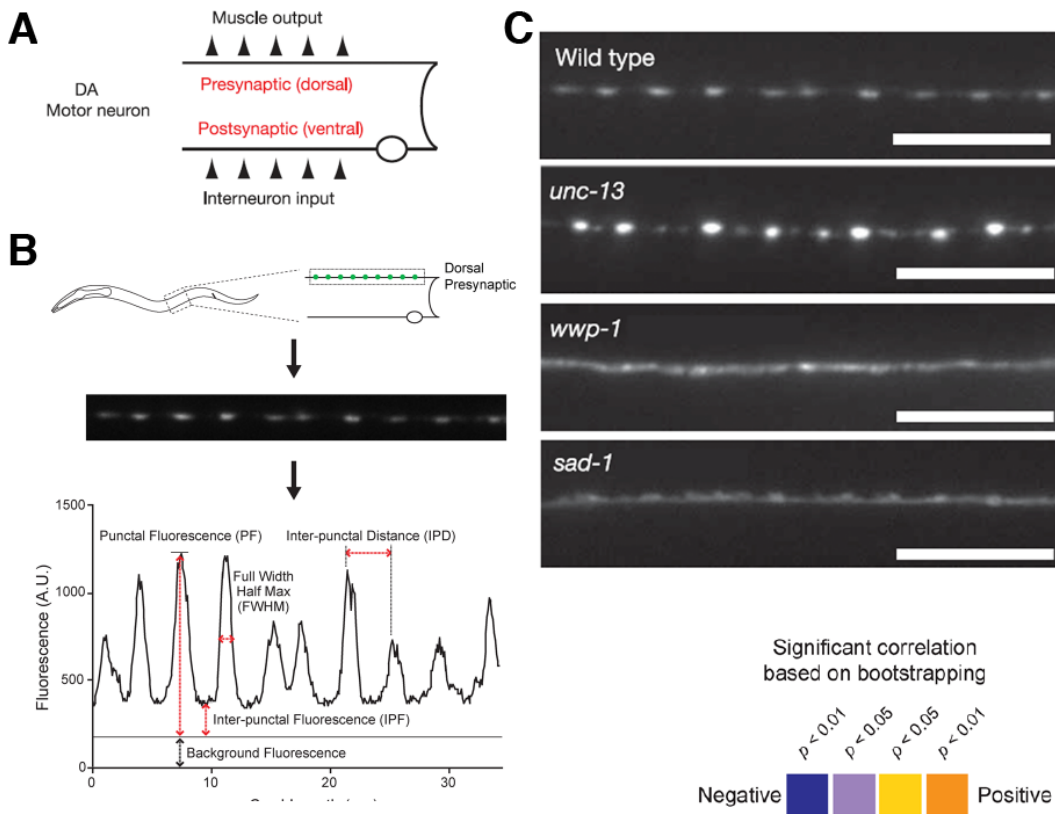 A
Muscle output
DA
Motor neuron
Presynaptic (dorsal)
Postsynaptic (ventral)
Interneuron input
B
Dorsal
Presynaptic
1500
1000
500
0
Fluorescence (A.U.)
Punctal Fluorescence (PF)
Inter-punctal Distance (IPD)
Full Width
Half Max
(FWHM)
Inter-punctal Fluorescence (IPF)
Background Fluorescence
0
10
20
30
C
Wild type
unc-13
wwp-1
sad-1
Significant correlation
based on bootstrapping
p < 0.01
p < 0.05
p < 0.05
p < 0.01
Negative
Positive